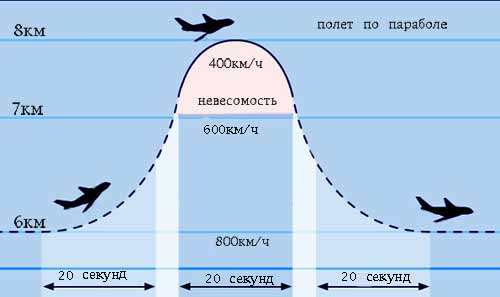 8км
полет по параболе
400км/ч
невесомость
7км
600км/ч
6км
800км/ч
20 секунд
20 секунд
20 секунд